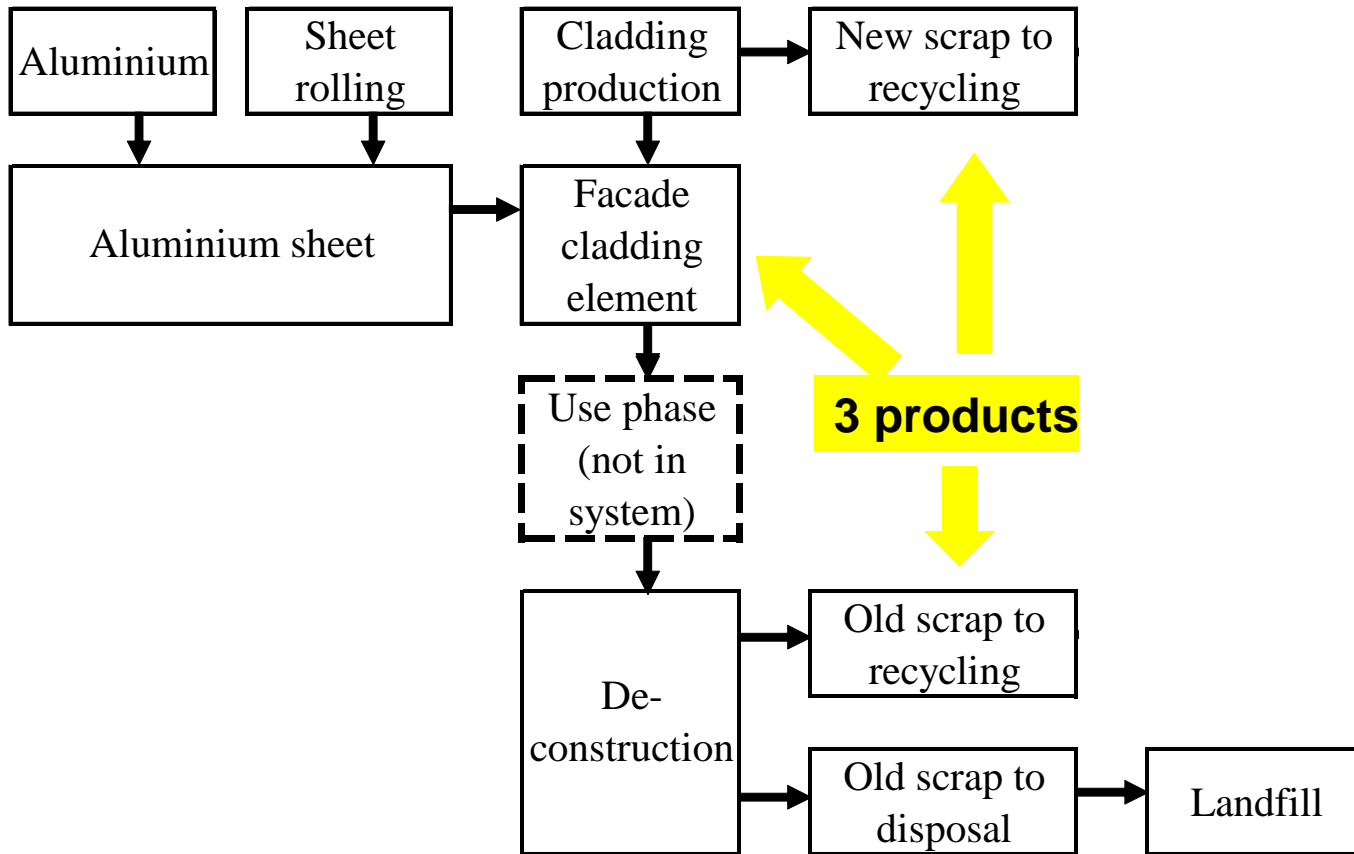 Aluminium
Sheet
rolling
Cladding
production
New scrap to
recycling
Aluminium sheet
Facade
cladding
element
Use phase
(not in
system)
3 products
De-
construction
Old scrap to
recycling
Old scrap to
disposal
Landfill